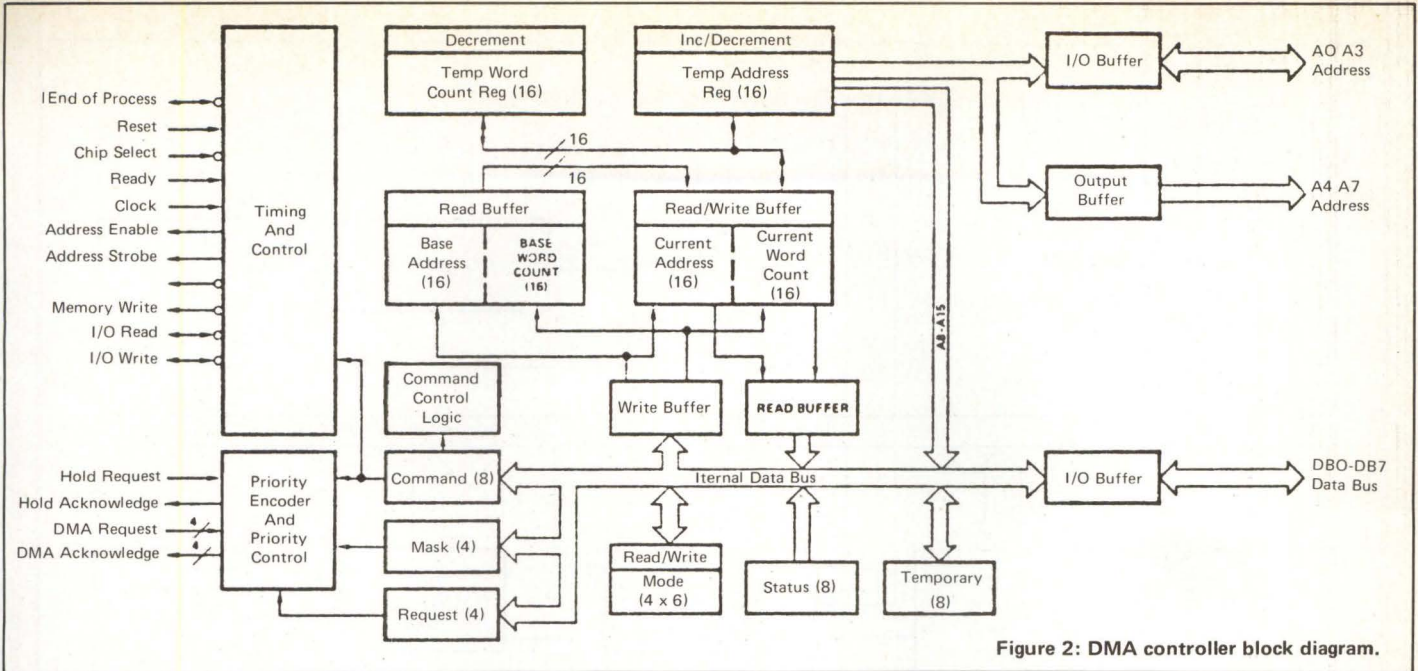 Decrement
Temp Word
Count Reg (16)
Inc/Decrement
Temp Address
Reg (16)
I/O Buffer
AO A3
Address
Output
Buffer
A4 A7
Address
IEnd of Process
Reset
Chip Select
Ready
Clock
Address Enable
Address Strobe
Memory Write
I/O Read
I/O Write
Timing
And
Control
16
16
Read Buffer
Base
Address
(16)
BASE
WORD
COUNT
(16)
Read/Write Buffer
Current
Address
(16)
Current
Word
Count
(16)
A8-A15
Command
Control
Logic
Write Buffer
READ BUFFER
Hold Request
Hold Acknowledge
DMA Request
4
DMA Acknowledge
4
Priority
Encoder
And
Priority
Control
Command (8)
Mask (4)
Request (4)
Iternal Data Bus
I/O Buffer
DBO-DB7
Data Bus
Read/Write
Mode
(4 x 6)
Status (8)
Temporary
(8)
Figure 2: DMA controller block diagram.